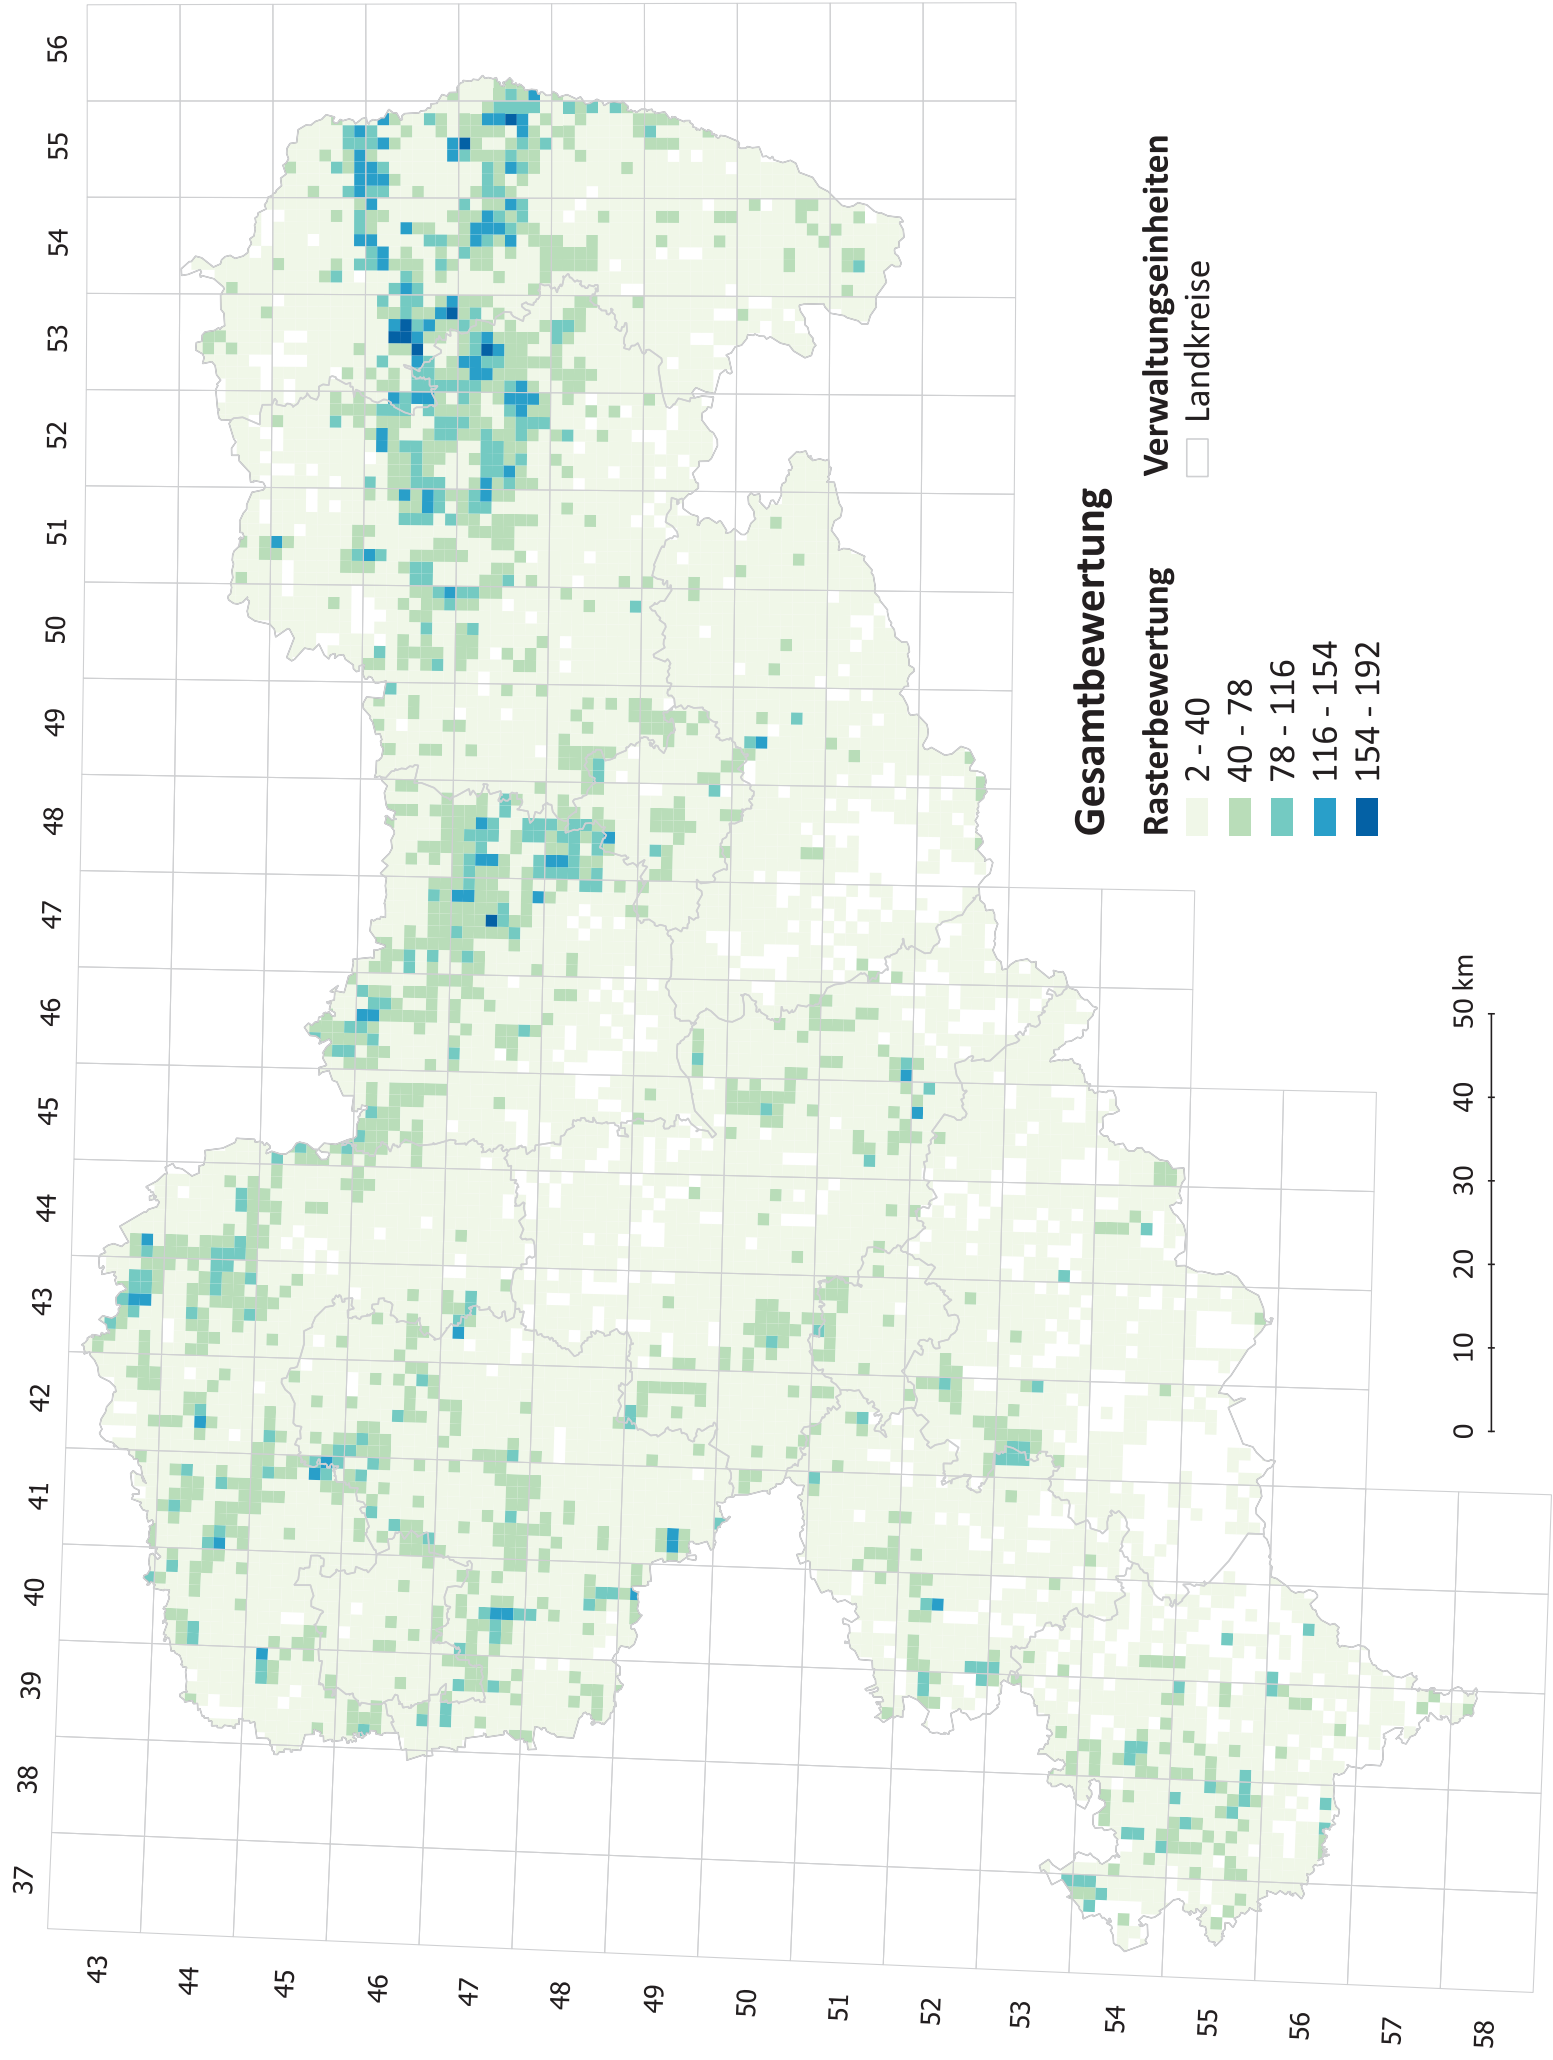 37 38 39 40 41 42 43 44 45 46 47 48 49 50 51 52 53 54 55 56
43
44
45
46
47
48
49
50
51
52
53
54
55
56
57
58
Gesamtbewertung
Rasterbewertung
2 - 40
40 - 78
78 - 116
116 - 154
154 - 192
Verwaltungseinheiten
Landkreise
0 10 20 30 40 50 km